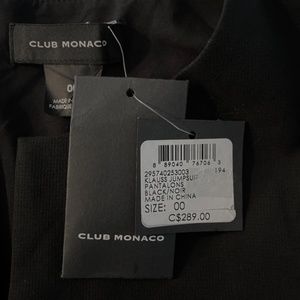 CLUB MONACO
00
MADE IN
FABRIQUÉ
8 89040 76706 3
295740253003
194
KLAUSS JUMPSUIT
PANTALONS
BLACK/NOIR
MADE IN CHINA
SIZE: 00
C$289.00
CLUB MONACO